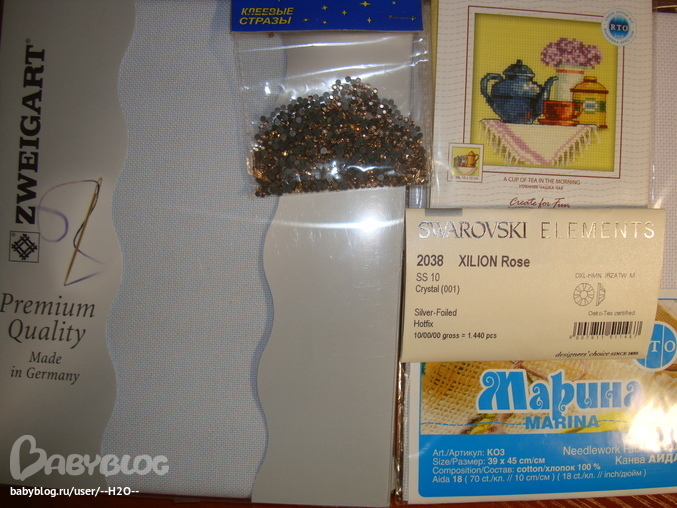 ZWEIGART
Premium
Quality
Made
in Germany
КЛЕЕВЫЕ
СТРАЗЫ
RTO
A CUP OF TEA IN THE MORNING
УТРЕННЯЯ ЧАШКА ЧАЯ
Create for Fun
SWAROVSKI ELEMENTS
2038 XILION Rose
SS 10
Crystal (001)
Silver-Foiled
Hotfix
10/00/00 gross = 1,440 pcs
Oeko-Tex certified
designers' choice SINCE 1895
RTO
Марина
MARINA
Art./Артикул: КО3
Size/Размер: 39 x 45 cm/см
Composition/Состав: cotton/хлопок 100 %
Aida 18 ( 70 ct./кл. // 10 cm/см ) ( 18 ct./кл. // inch/дюйм )
Needlework
Канва АИДА
BABYBLOG
babyblog.ru/user/--H2O--